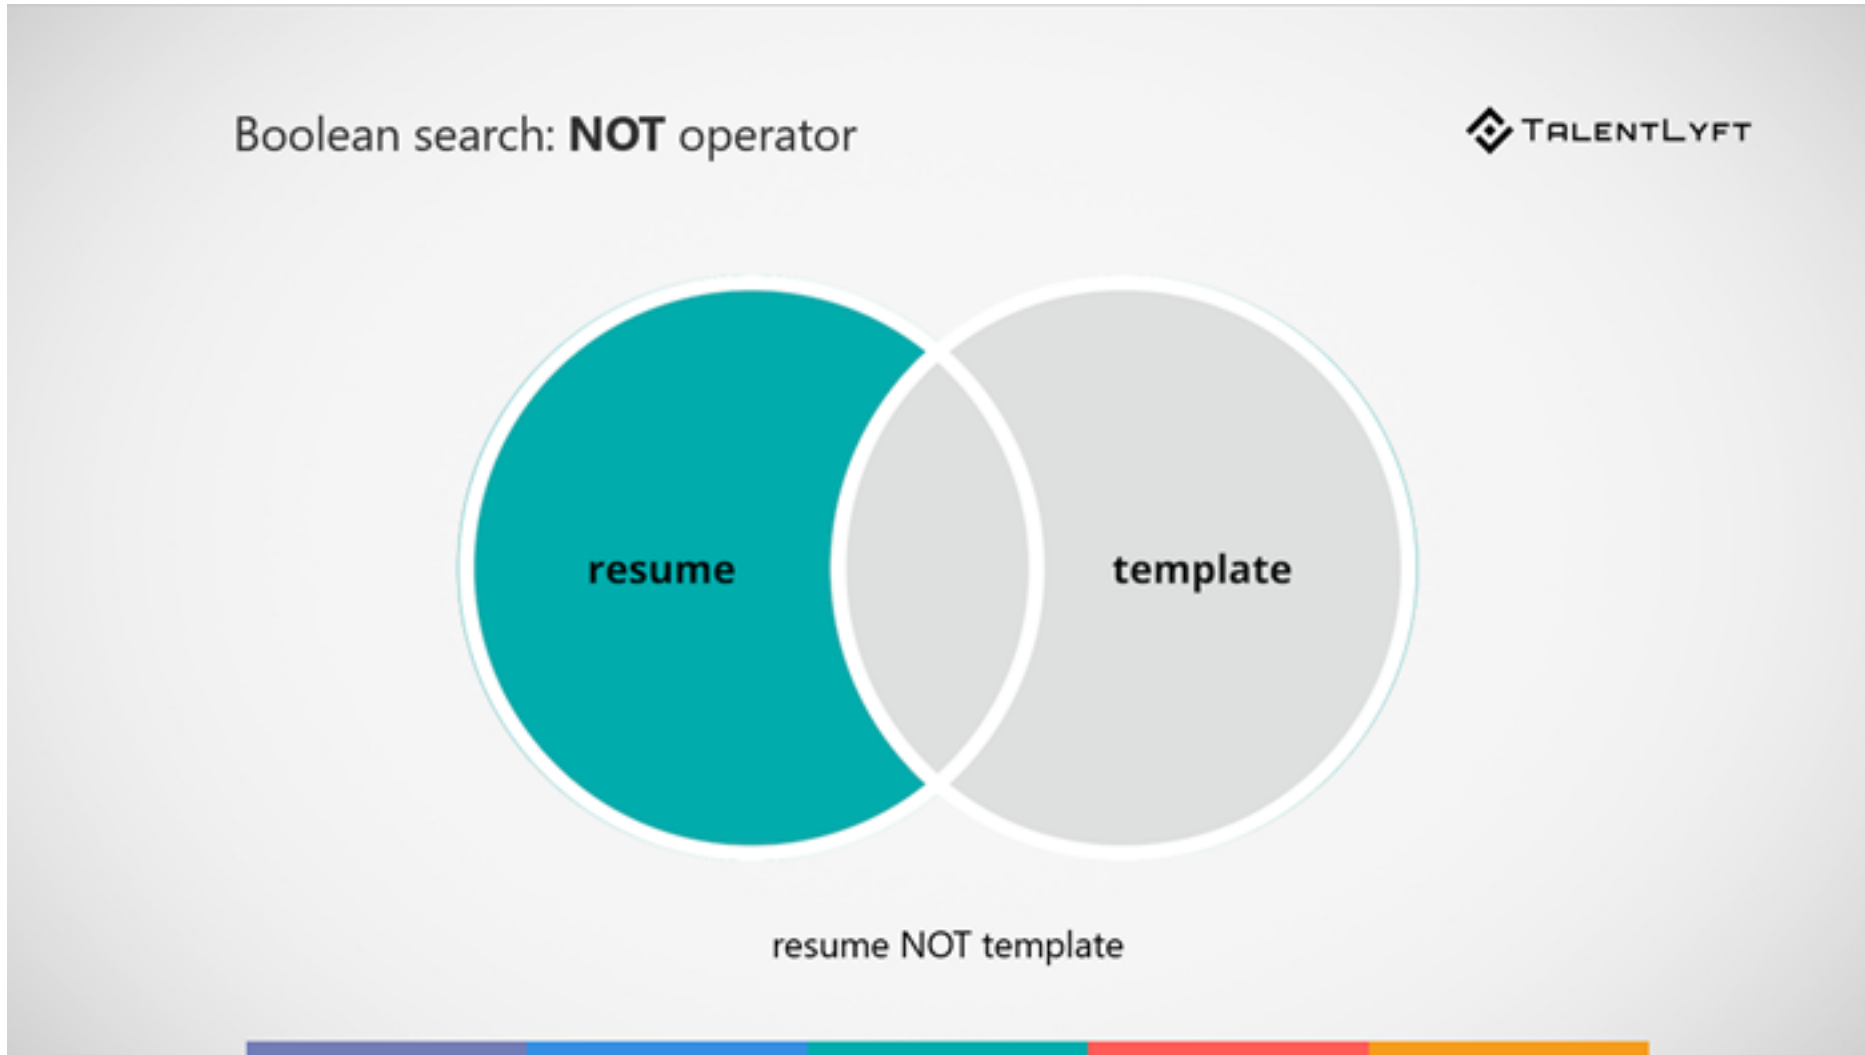 Boolean search: NOT operator
TALENTLYFT
resume
template
resume NOT template